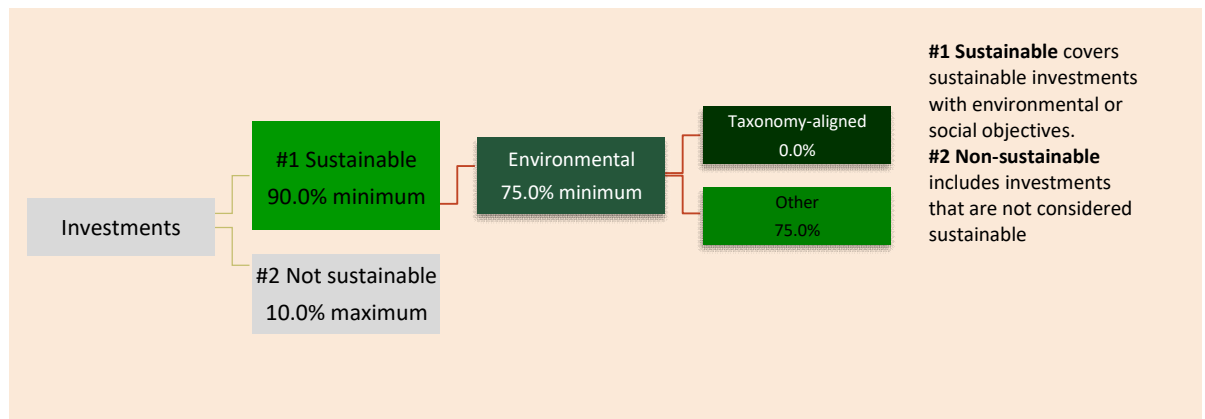 Investments
#1 Sustainable
90.0% minimum
#2 Not sustainable
10.0% maximum
Environmental
75.0% minimum
Taxonomy-aligned
0.0%
Other
75.0%
#1 Sustainable covers
sustainable investments
with environmental or
social objectives.
#2 Non-sustainable
includes investments
that are not considered
sustainable